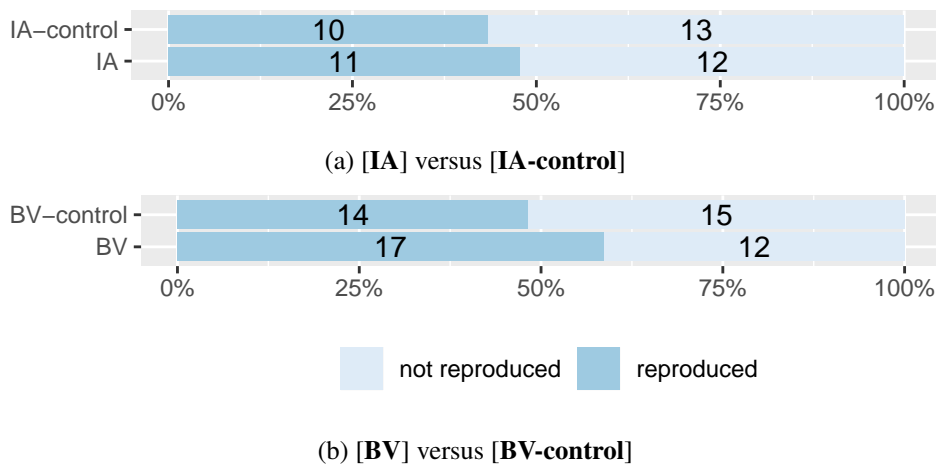 IA−control 10 13
IA 11 12
0% 25% 50% 75% 100%
(a) [IA] versus [IA-control]
BV−control 14 15
BV 17 12
0% 25% 50% 75% 100%
not reproduced reproduced
(b) [BV] versus [BV-control]